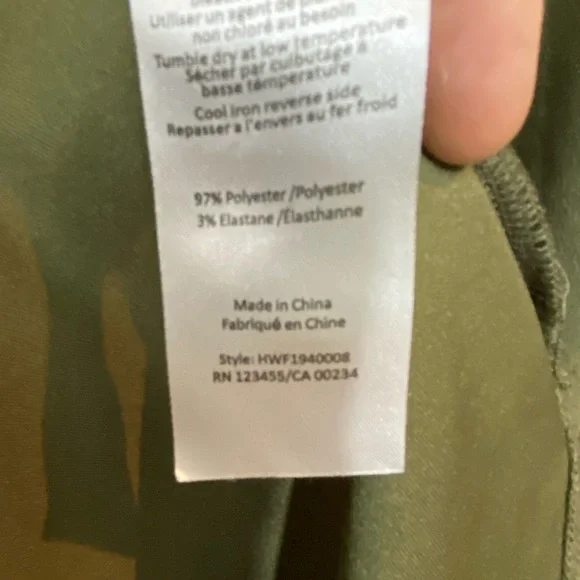 Utiliser un agent de
non chloré au besoin
Tumble dry at low temperature
Sécher par culbutage à
basse température
Cool iron reverse side
Repasser a l'envers au fer froid
97% Polyester /Polyester
3% Elastane /Élasthanne
Made in China
Fabriqué en Chine
Style: HWF1940008
RN 123455/CA 00234